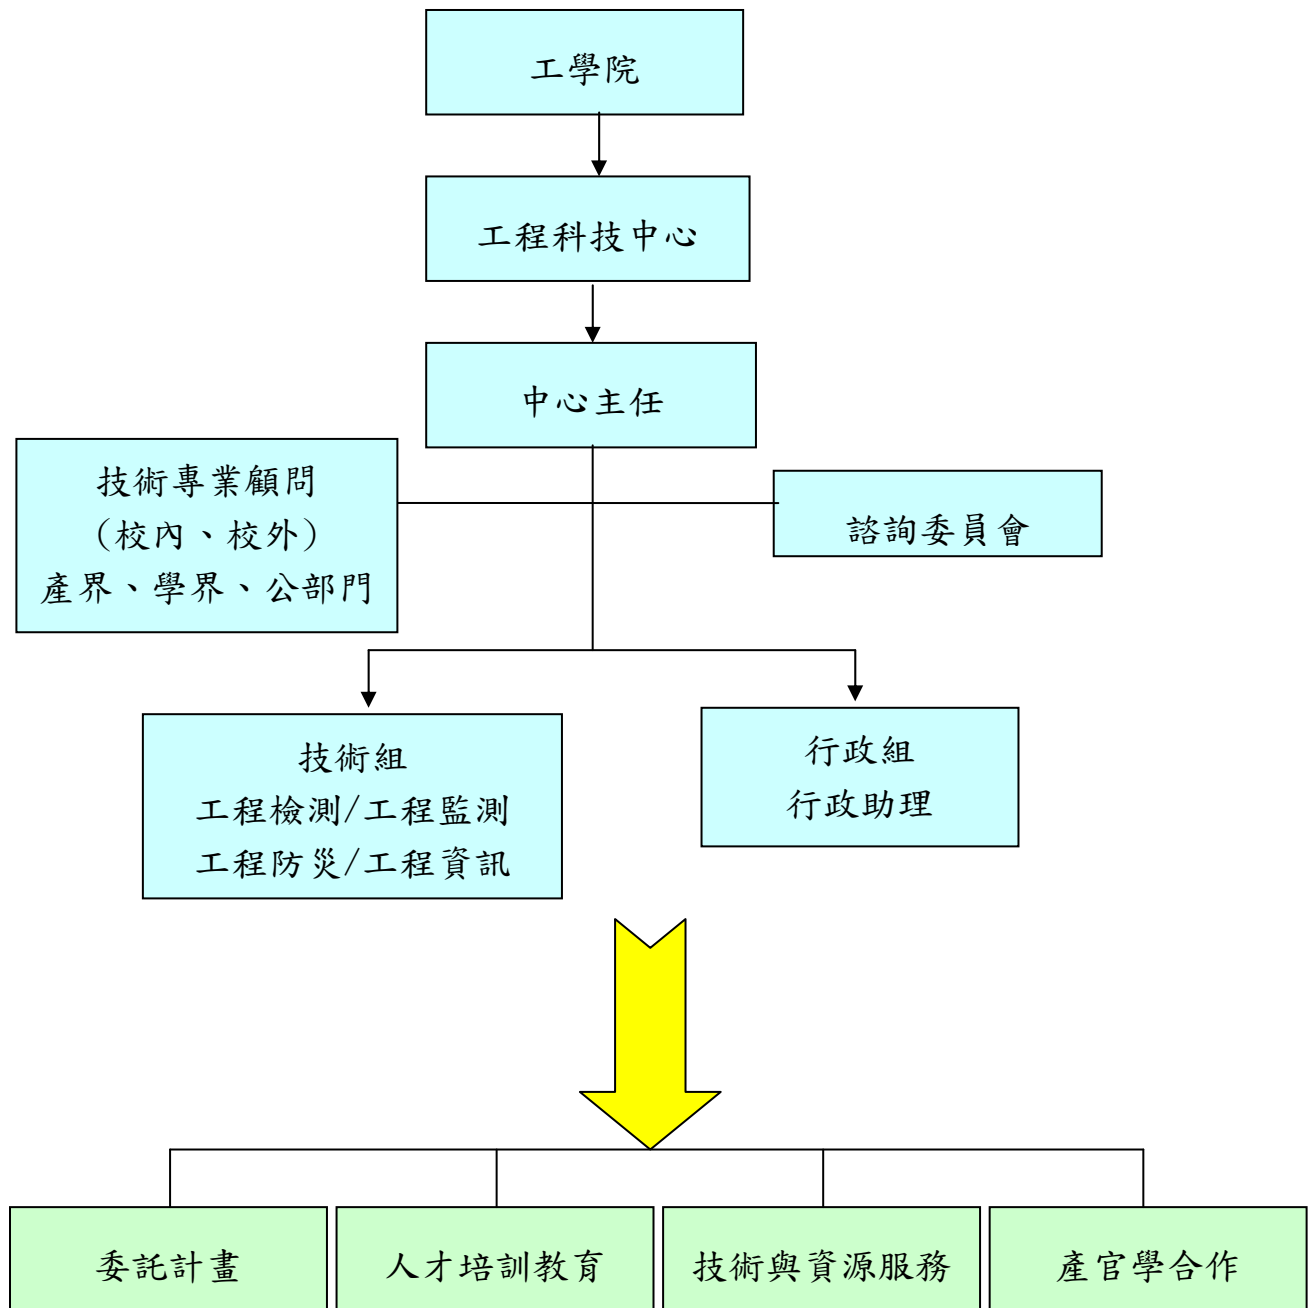 工學院
工程科技中心
中心主任
技術專業顧問
(校內、校外)
產界、學界、公部門
諮詢委員會
技術組
工程檢測/工程監測
工程防災/工程資訊
行政組
行政助理
委託計畫
人才培訓教育
技術與資源服務
產官學合作